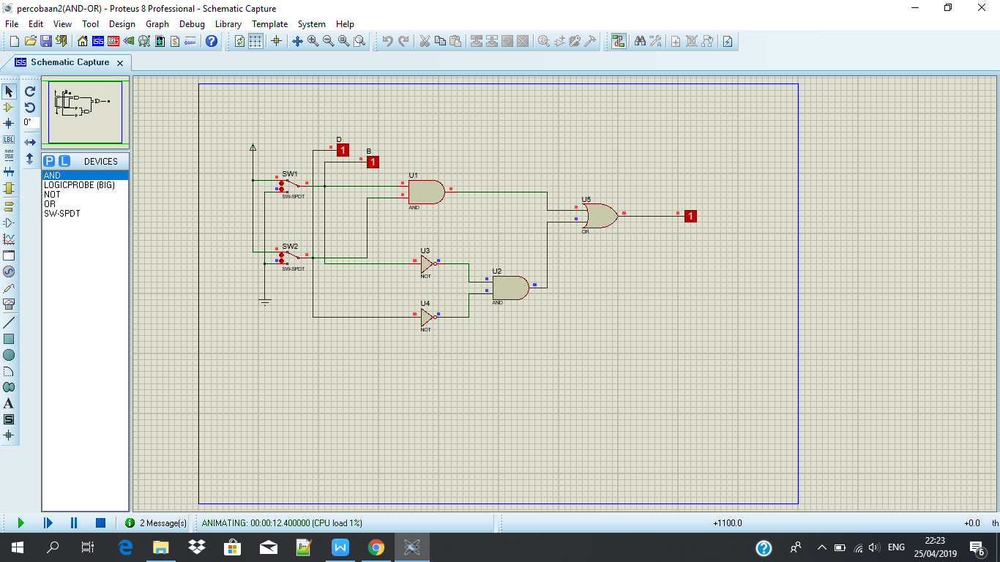 percobaan2(AND-OR) - Proteus 8 Professional - Schematic Capture
File Edit View Tool Design Graph Debug Library Template System Help
Schematic Capture
0°
P L DEVICES
AND
LOGICPROBE (BIG)
NOT
OR
SW-SPDT
LBL
A
S
D
1
B
1
SW1
SW-SPDT
U1
AND
U5
OR
1
SW2
SW-SPDT
U3
NOT
U2
AND
U4
NOT
2 Message(s)
ANIMATING: 00:00:12.400000 (CPU load 1%)
+1100.0
+0.0
th
ENG
22:23
25/04/2019
6